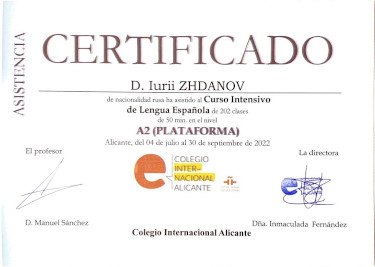 ASISTENCIA
CERTIFICADO
D. Iurii ZHDANOV
de nacionalidad rusa ha asistido al Curso Intensivo
de Lengua Española de 202 clases
de 50 min. en el nivel
A2 (PLATAFORMA)
Alicante, del 04 de julio al 30 de septiembre de 2022
El profesor
La directora
COLEGIO
INTER-
NACIONAL
ALICANTE
D. Manuel Sánchez
Dña. Inmaculada Fernández
Colegio Internacional Alicante